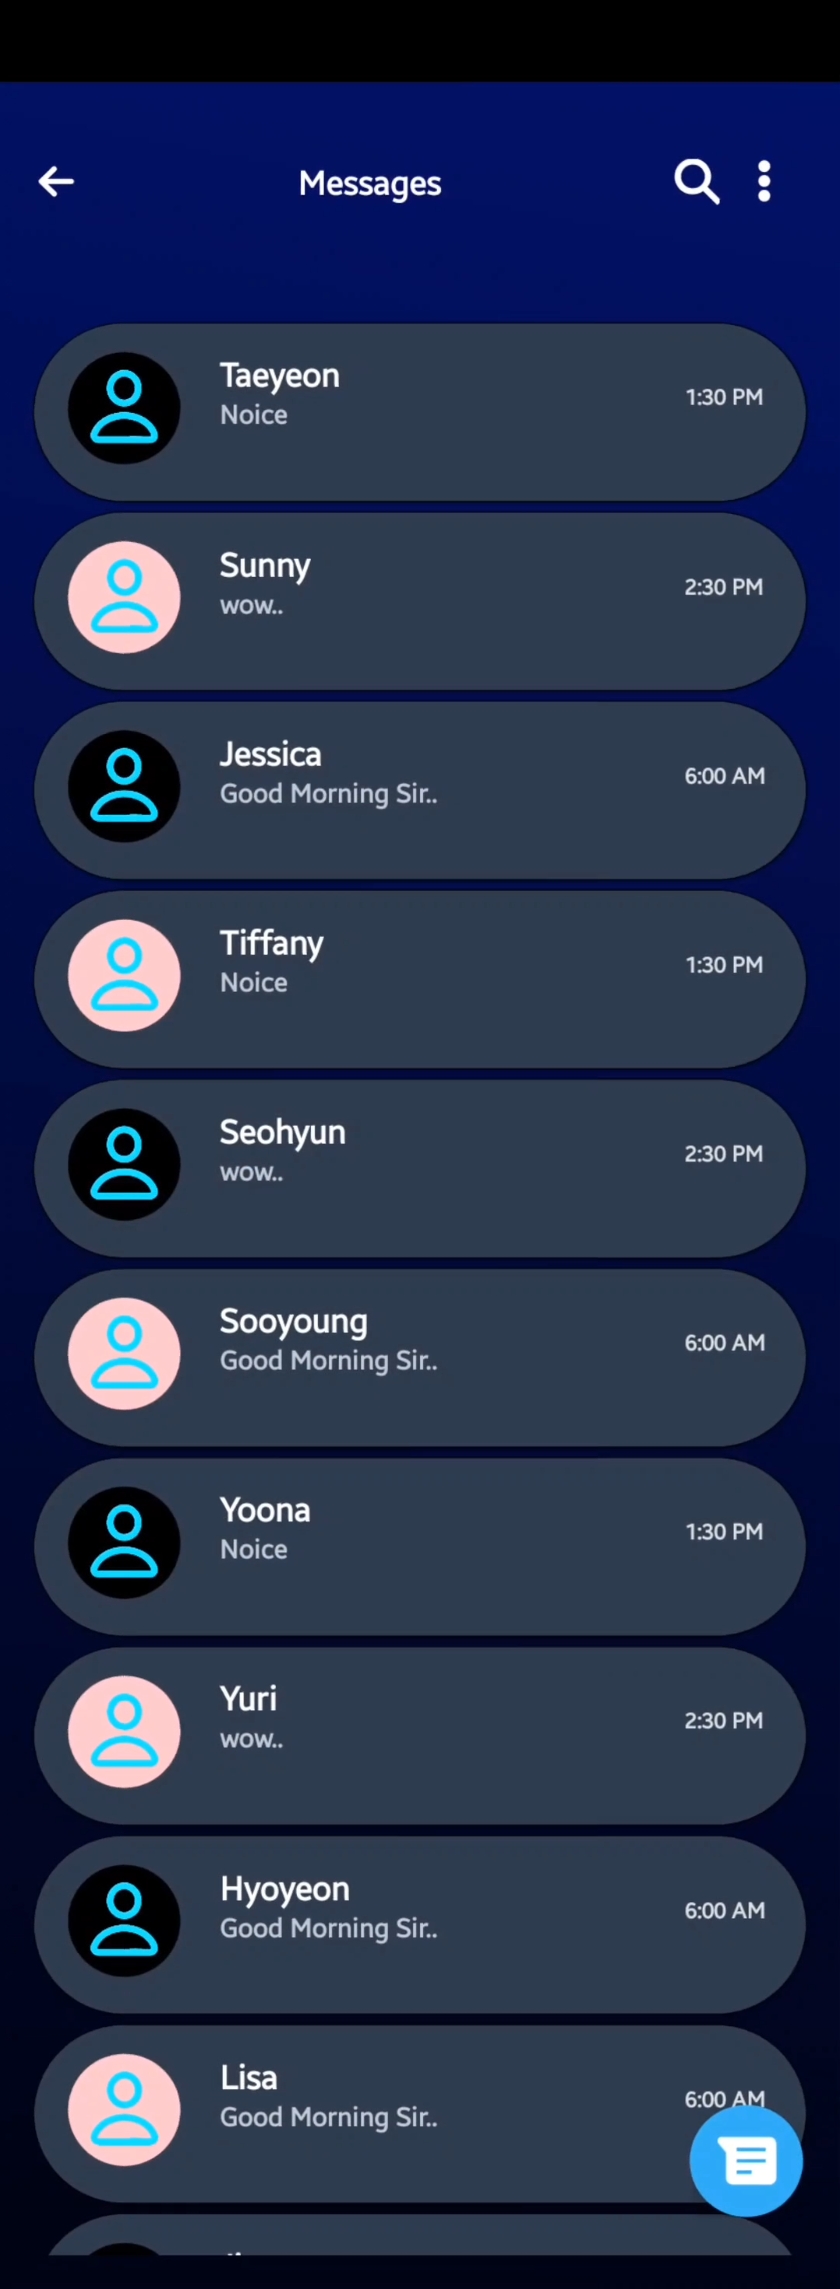 Messages
Taeyeon
Noice
1:30 PM
Sunny
wow..
2:30 PM
Jessica
Good Morning Sir..
6:00 AM
Tiffany
Noice
1:30 PM
Seohyun
wow..
2:30 PM
Sooyoung
Good Morning Sir..
6:00 AM
Yoona
Noice
1:30 PM
Yuri
wow..
2:30 PM
Hyoyeon
Good Morning Sir..
6:00 AM
Lisa
Good Morning Sir..
6:00 AM